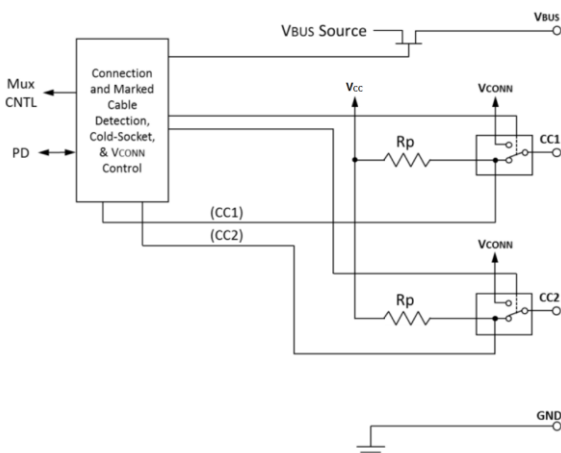 VBUS
VBUS Source
Connection
and Marked
Cable
Detection,
Cold-Socket,
& VCONN
Control
Mux
CNTL
PD
VCC
VCONN
Rp
CC1
(CC1)
(CC2)
VCONN
Rp
CC2
GND